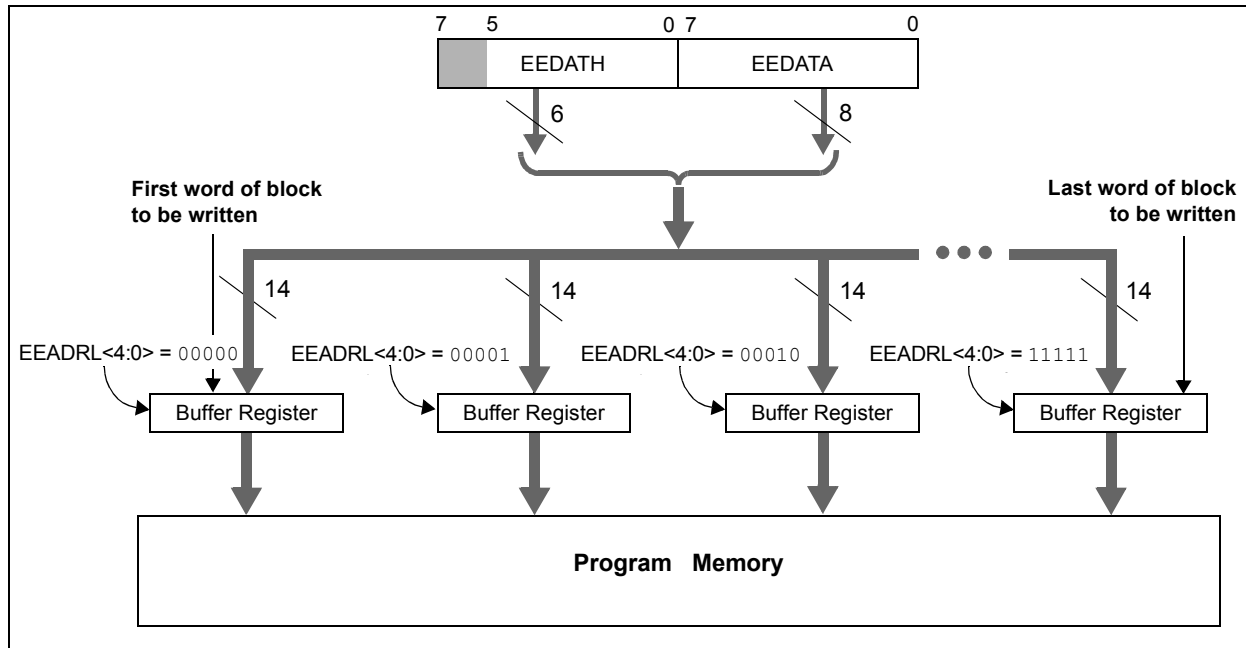 7 5 0 7 0
EEDATH EEDATA
6 8
First word of block
to be written
Last word of block
to be written
14 14 14 14
EEADRL<4:0> = 00000 EEADRL<4:0> = 00001 EEADRL<4:0> = 00010 EEADRL<4:0> = 11111
Buffer Register Buffer Register Buffer Register Buffer Register
Program Memory